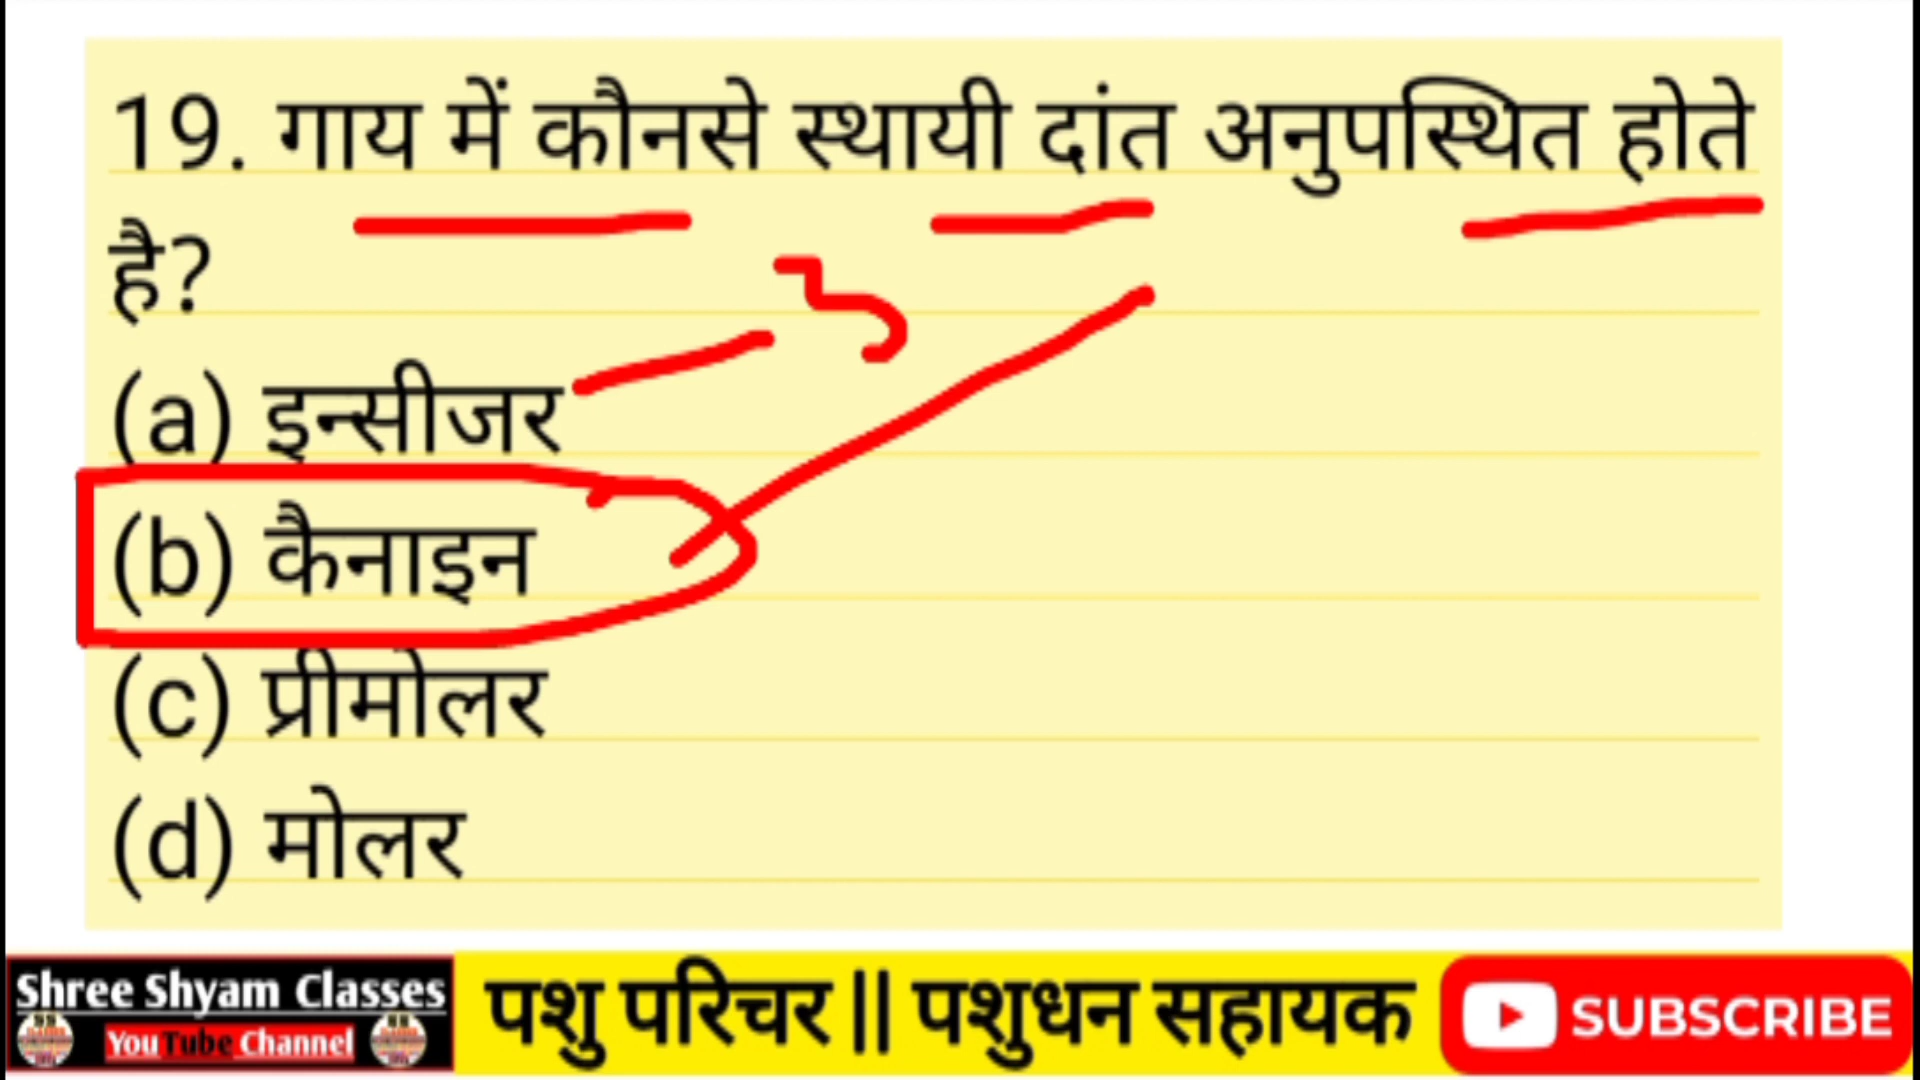 19. गाय में कौनसे स्थायी दांत अनुपस्थित होते
है?
(a) इन्सीजर
(b) कैनाइन
(c) प्रीमोलर
(d) मोलर
Shree Shyam Classes
YouTube Channel
पशु परिचर || पशुधन सहायक
SUBSCRIBE